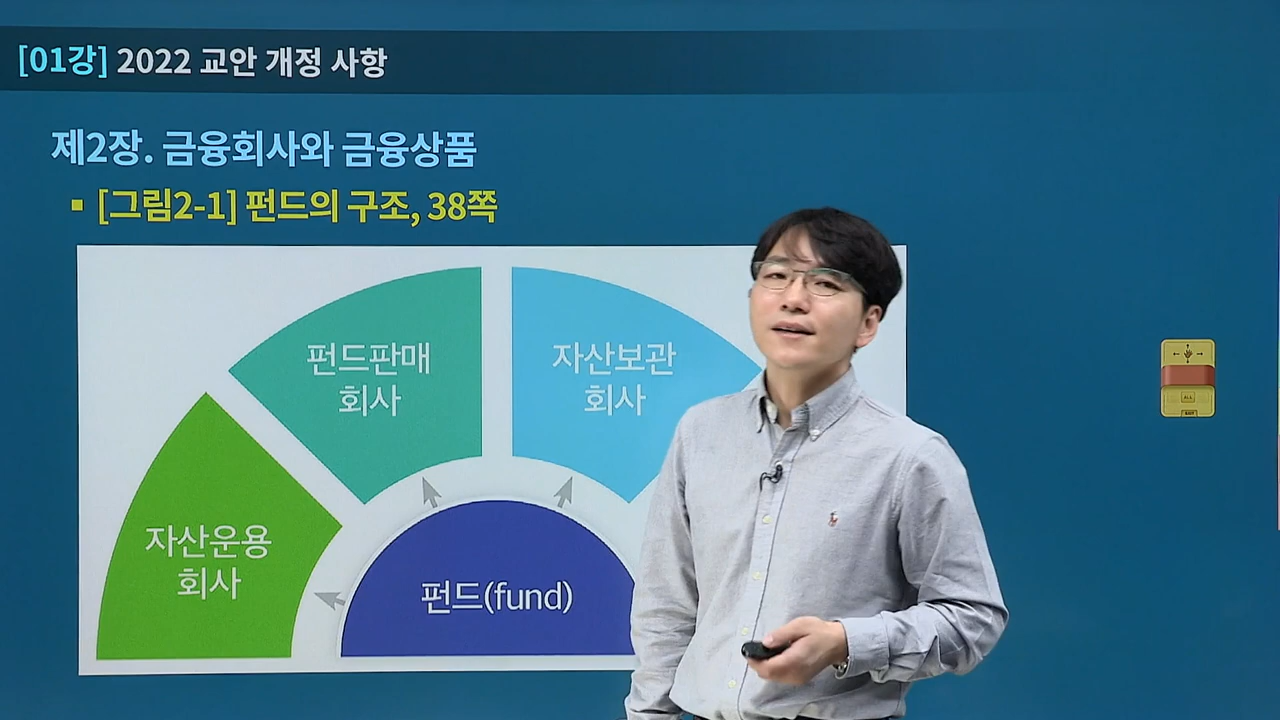 [01강] 2022 교안 개정 사항
제2장. 금융회사와 금융상품
▪ [그림2-1] 펀드의 구조, 38쪽
펀드판매
회사
자산보관
회사
자산운용
회사
펀드(fund)
ALL
EXIT